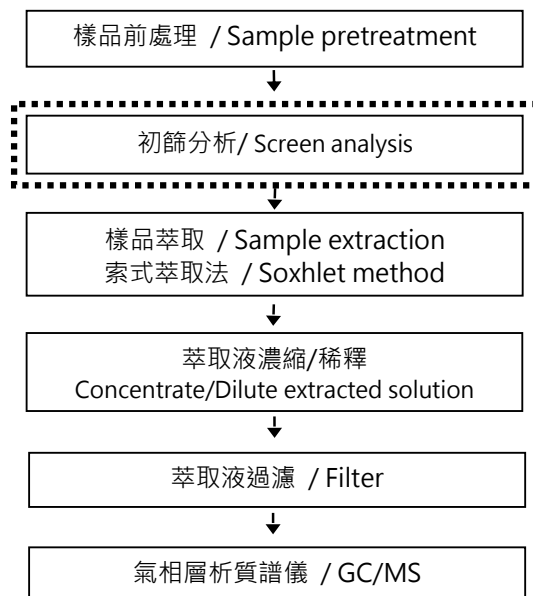 樣品前處理 / Sample pretreatment
初篩分析/ Screen analysis
樣品萃取 / Sample extraction
索式萃取法 / Soxhlet method
萃取液濃縮/稀釋
Concentrate/Dilute extracted solution
萃取液過濾 / Filter
氣相層析質譜儀 / GC/MS